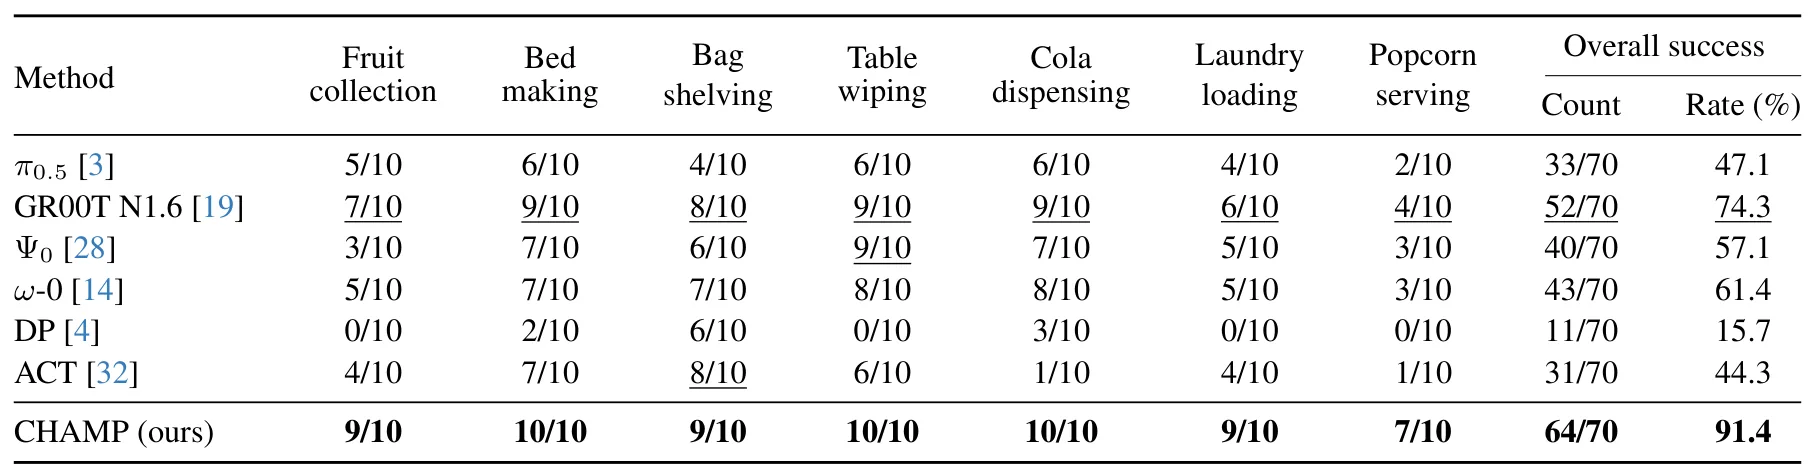 Method Fruit collection Bed making Bag shelving Table wiping Cola dispensing Laundry loading Popcorn serving Overall success
Count Rate (%)
π0.5 [3] 5/10 6/10 4/10 6/10 6/10 4/10 2/10 33/70 47.1
GR00T N1.6 [19] 7/10 9/10 8/10 9/10 9/10 6/10 4/10 52/70 74.3
Ψ0 [28] 3/10 7/10 6/10 9/10 7/10 5/10 3/10 40/70 57.1
ω-0 [14] 5/10 7/10 7/10 8/10 8/10 5/10 3/10 43/70 61.4
DP [4] 0/10 2/10 6/10 0/10 3/10 0/10 0/10 11/70 15.7
ACT [32] 4/10 7/10 8/10 6/10 1/10 4/10 1/10 31/70 44.3
CHAMP (ours) 9/10 10/10 9/10 10/10 10/10 9/10 7/10 64/70 91.4